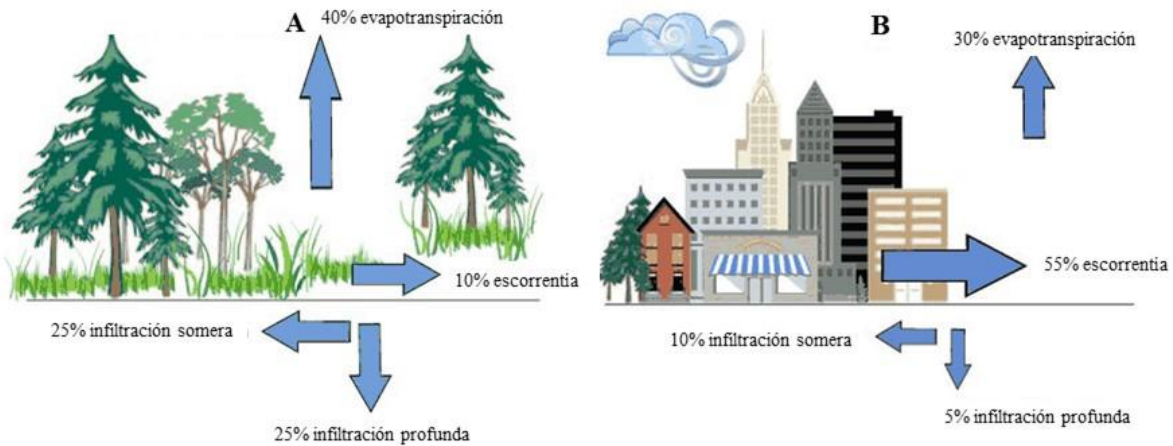 A
40% evapotranspiración
10% escorrentia
25% infiltración somera
25% infiltración profunda
B
30% evapotranspiración
55% escorrentia
10% infiltración somera
5% infiltración profunda